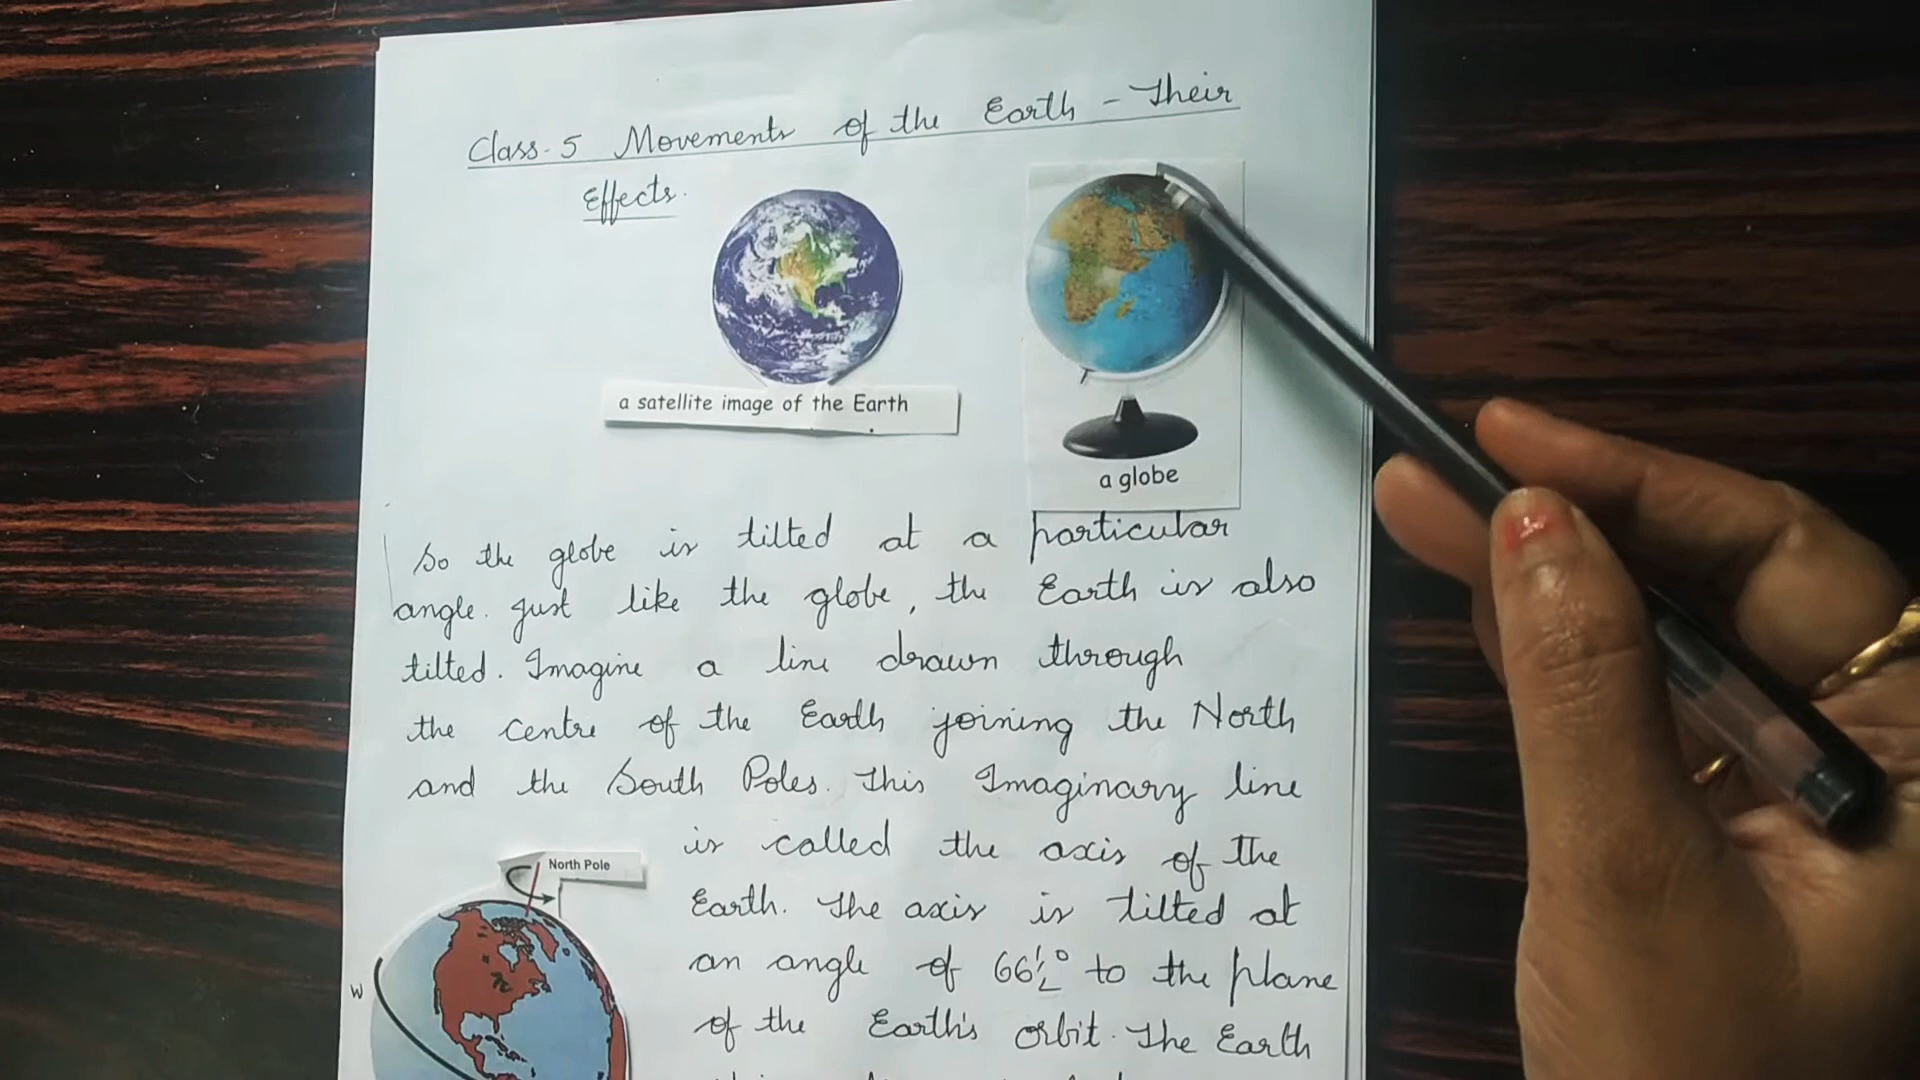 Class-5 Movements of the Earth - Their
Effects.
a satellite image of the Earth
a globe
So the globe is tilted at a particular
angle. Just like the globe, the Earth is also
tilted. Imagine a line drawn through
the centre of the Earth joining the North
and the South Poles. This Imaginary line
is called the axis of the
Earth. The axis is tilted at
an angle of 66½° to the plane
of the Earth's orbit. The Earth
North Pole
W